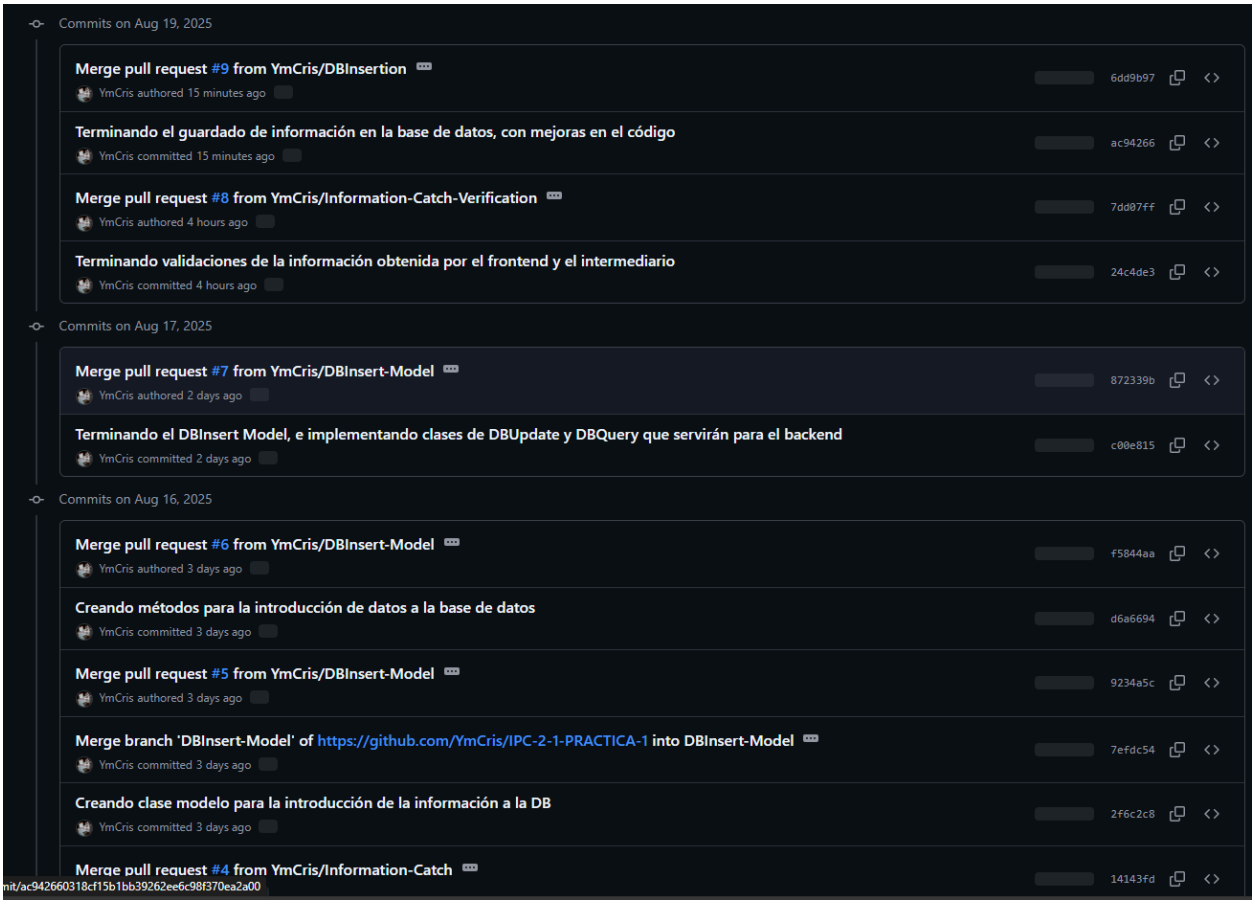 Commits on Aug 19, 2025
Merge pull request #9 from YmCris/DBInsertion
YmCris authored 15 minutes ago
6dd9b97
Terminando el guardado de información en la base de datos, con mejoras en el código
YmCris committed 15 minutes ago
ac94266
Merge pull request #8 from YmCris/Information-Catch-Verification
YmCris authored 4 hours ago
7dd07ff
Terminando validaciones de la información obtenida por el frontend y el intermediario
YmCris committed 4 hours ago
24c4de3
Commits on Aug 17, 2025
Merge pull request #7 from YmCris/DBInsert-Model
YmCris authored 2 days ago
872339b
Terminando el DBInsert Model, e implementando clases de DBUpdate y DBQuery que servirán para el backend
YmCris committed 2 days ago
c00e815
Commits on Aug 16, 2025
Merge pull request #6 from YmCris/DBInsert-Model
YmCris authored 3 days ago
f5844aa
Creando métodos para la introducción de datos a la base de datos
YmCris committed 3 days ago
d6a6694
Merge pull request #5 from YmCris/DBInsert-Model
YmCris authored 3 days ago
9234a5c
Merge branch 'DBInsert-Model' of https://github.com/YmCris/IPC-2-1-PRACTICA-1 into DBInsert-Model
YmCris committed 3 days ago
7efdc54
Creando clase modelo para la introducción de la información a la DB
YmCris committed 3 days ago
2f6c2c8
Merge pull request #4 from YmCris/Information-Catch
14143fd
mit/ac942660318cf15b1bb39262ee6c98f370ea2a00